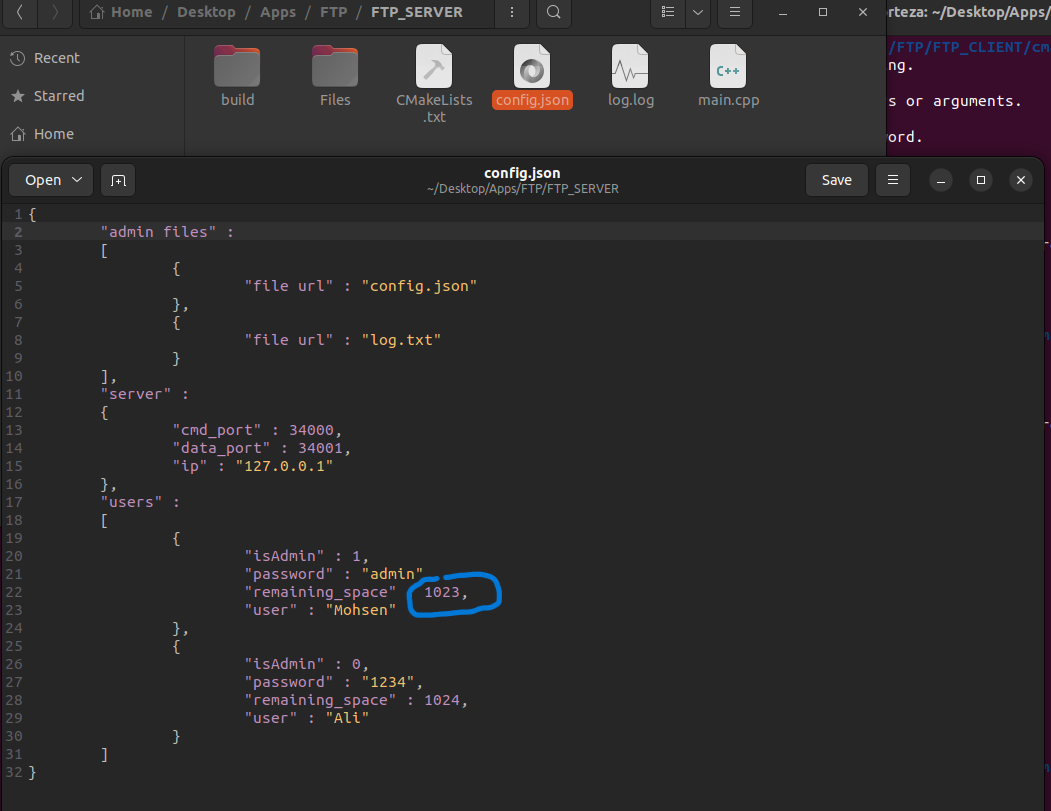 Home / Desktop / Apps / FTP / FTP_SERVER
rteza: ~/Desktop/Apps/
Recent
Starred
Home
build
Files
CMakeLists
.txt
config.json
log.log
main.cpp
C++
/FTP/FTP_CLIENT/cm
ng.
s or arguments.
ord.
Open
config.json
~/Desktop/Apps/FTP/FTP_SERVER
Save
1 {
2 "admin files" :
3 [
4 {
5 "file url" : "config.json"
6 },
7 {
8 "file url" : "log.txt"
9 }
10 ],
11 "server" :
12 {
13 "cmd_port" : 34000,
14 "data_port" : 34001,
15 "ip" : "127.0.0.1"
16 },
17 "users" :
18 [
19 {
20 "isAdmin" : 1,
21 "password" : "admin"
22 "remaining_space" 1023,
23 "user" : "Mohsen"
24 },
25 {
26 "isAdmin" : 0,
27 "password" : "1234",
28 "remaining_space" : 1024,
29 "user" : "Ali"
30 }
31 ]
32 }